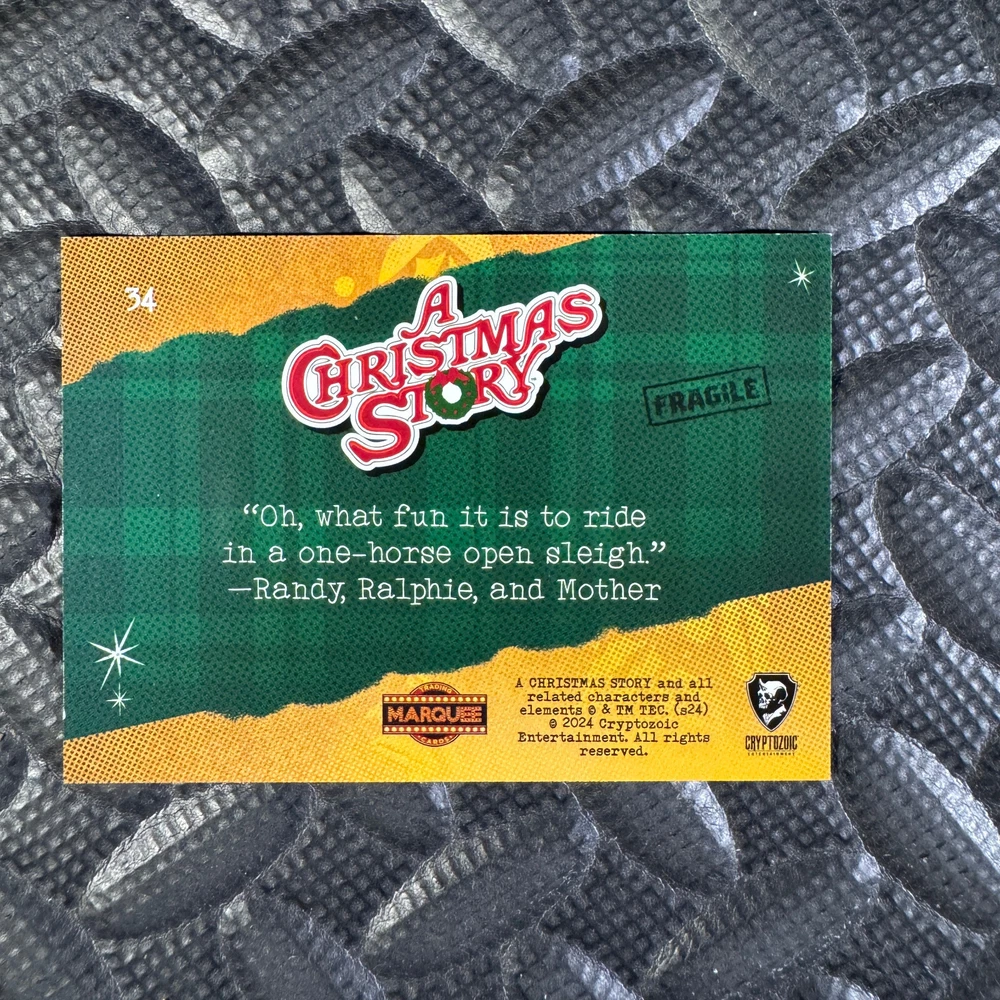 34
A
CHRISTMAS
STORY
FRAGILE
“Oh, what fun it is to ride
in a one-horse open sleigh.”
—Randy, Ralphie, and Mother
TRADING
MARQUEE
CARDS
A CHRISTMAS STORY and all
related characters and
elements © & TM TEC. (s24)
© 2024 Cryptozoic
Entertainment. All rights
reserved.
CRYPTOZOIC
ENTERTAINMENT